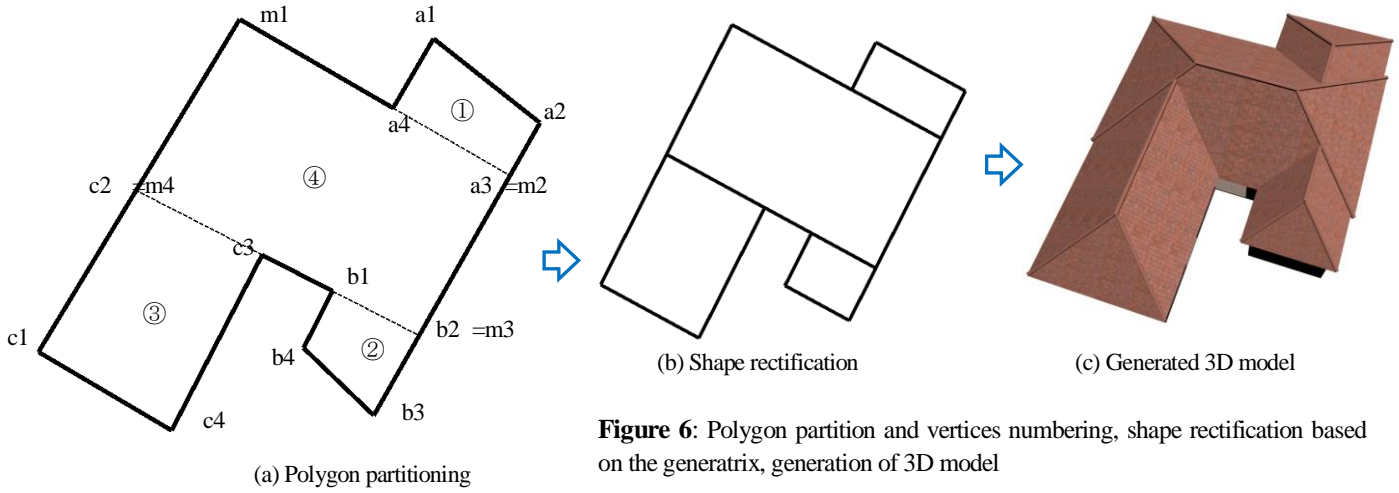 m1
a1
①
a2
a4
④
c2 =m4
a3 =m2
c3
b1
③
c1
②
b2 =m3
b4
b3
c4
(a) Polygon partitioning
(b) Shape rectification
(c) Generated 3D model
Figure 6: Polygon partition and vertices numbering, shape rectification based
on the generatrix, generation of 3D model